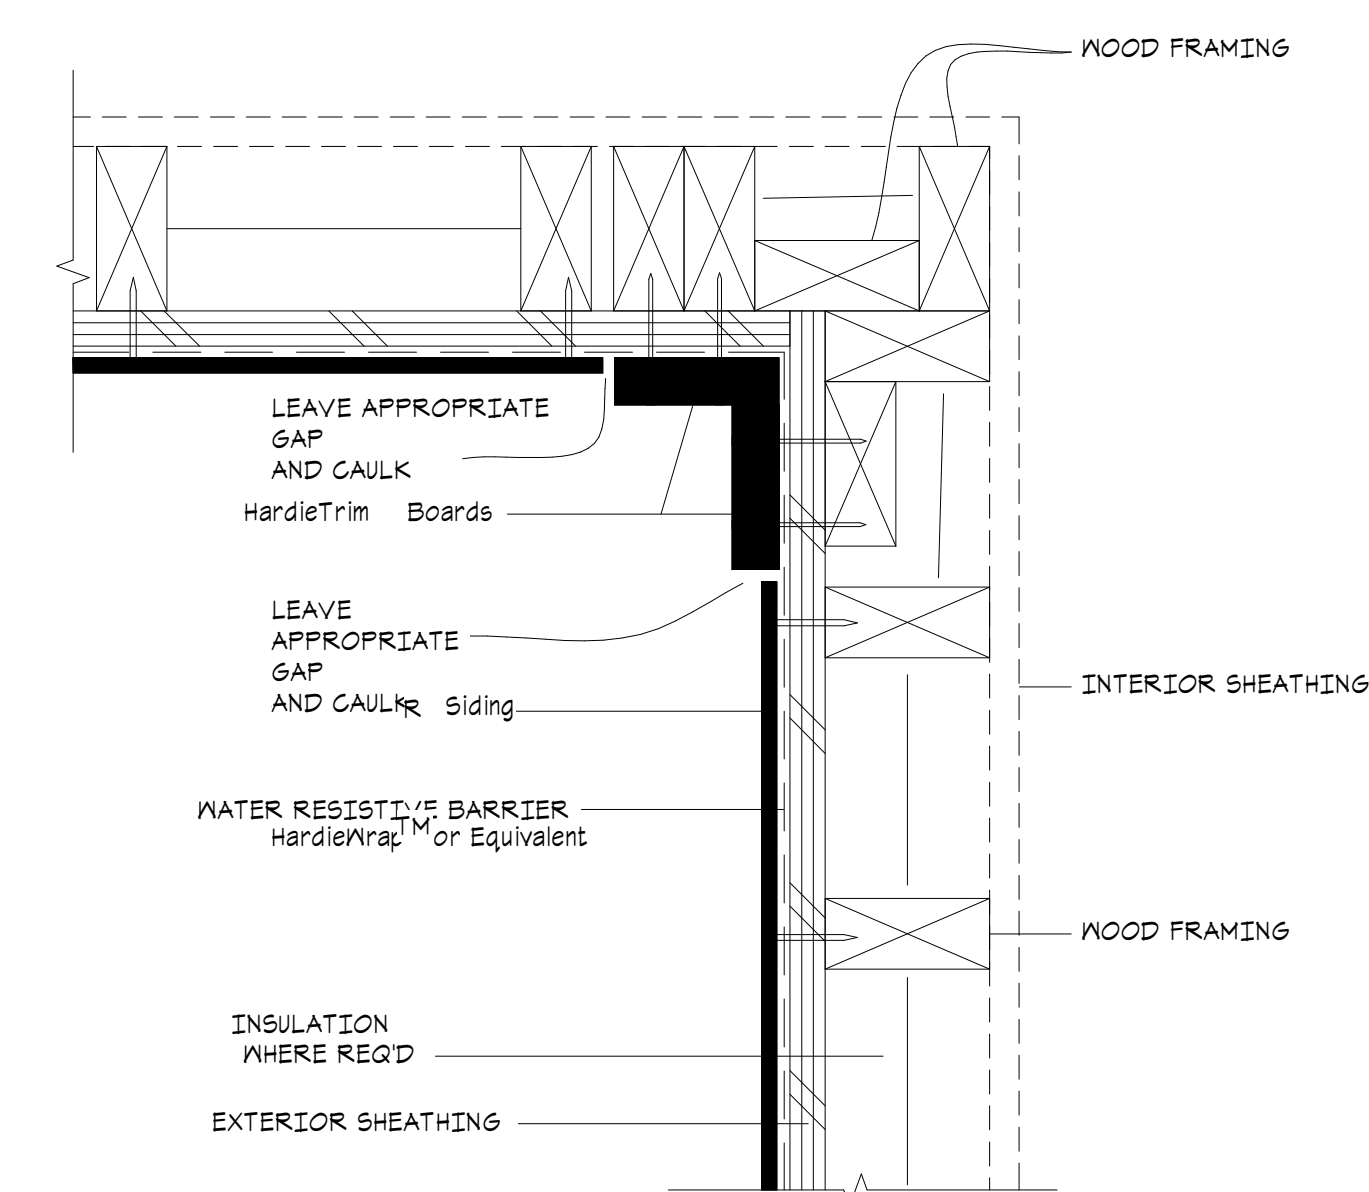 WOOD FRAMING
LEAVE APPROPRIATE
GAP
AND CAULK
HardieTrim Boards
LEAVE
APPROPRIATE
GAP
AND CAULK
R Siding
INTERIOR SHEATHING
WATER RESISTIVE BARRIER
HardieWrap TM or Equivalent
WOOD FRAMING
INSULATION
WHERE REQ'D
EXTERIOR SHEATHING